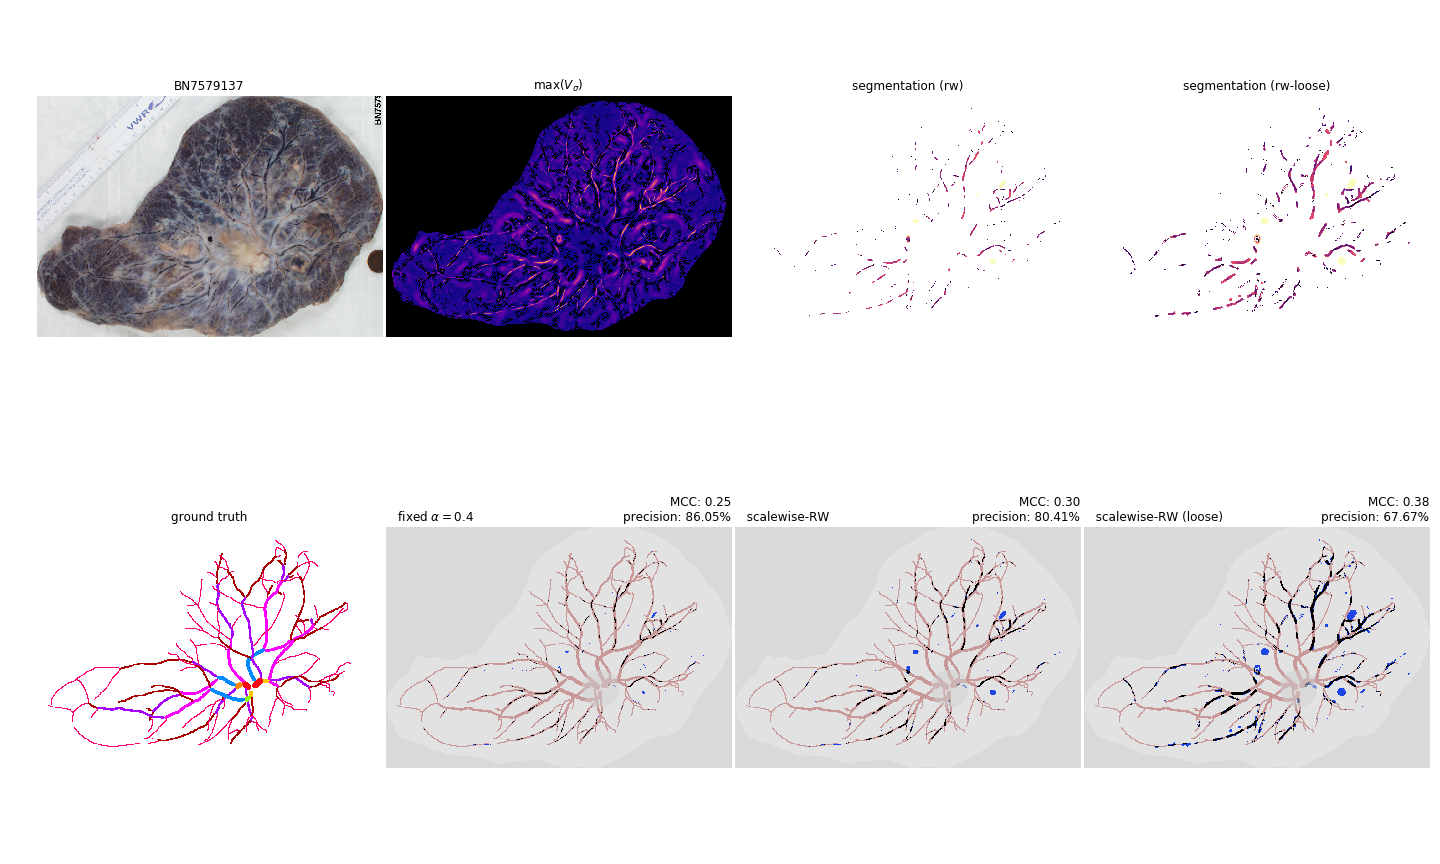 BN7579137
max(V_σ)
segmentation (rw)
segmentation (rw-loose)
VWR
ground truth
fixed α = 0.4
MCC: 0.25
precision: 86.05%
scalewise-RW
MCC: 0.30
precision: 80.41%
scalewise-RW (loose)
MCC: 0.38
precision: 67.67%